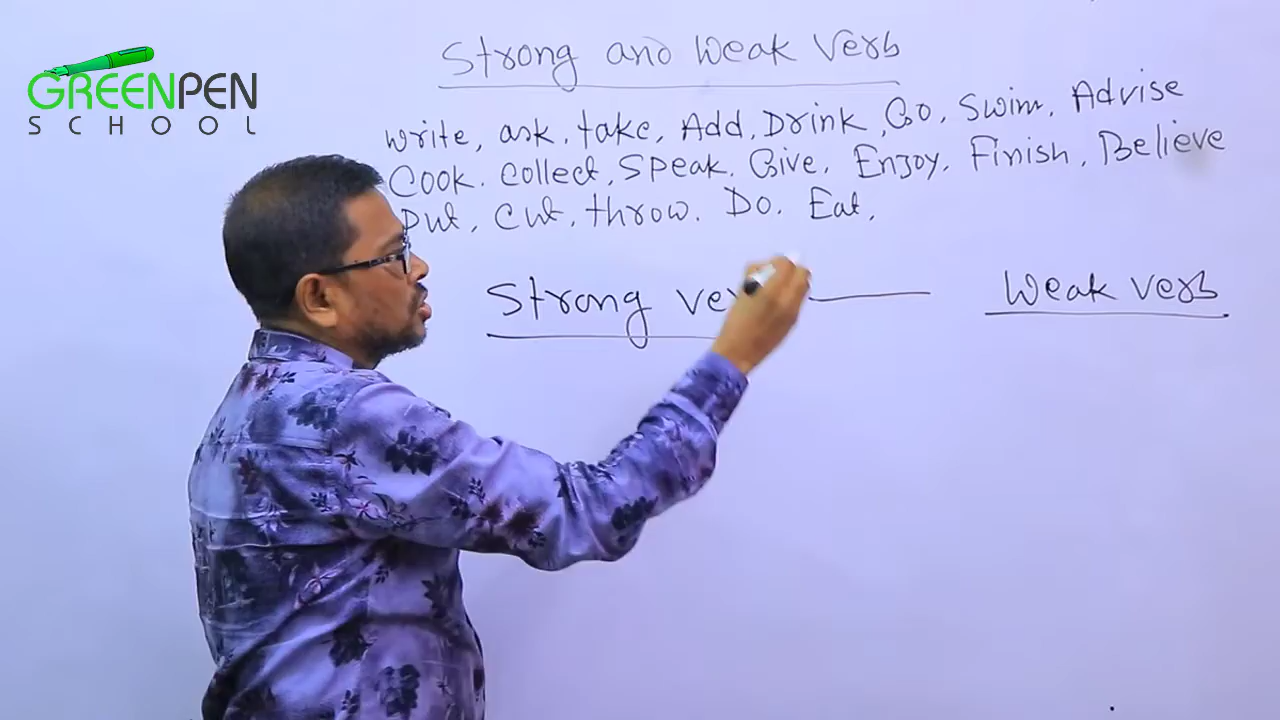 GREENPEN
SCHOOL
Strong and Weak Verb
write, ask, take, Add, Drink, Go, Swim, Advise
Cook, Collect, Speak, Give, Enjoy, Finish, Believe
Put, Cut, throw, Do, Eat,
Strong ver
Weak verb